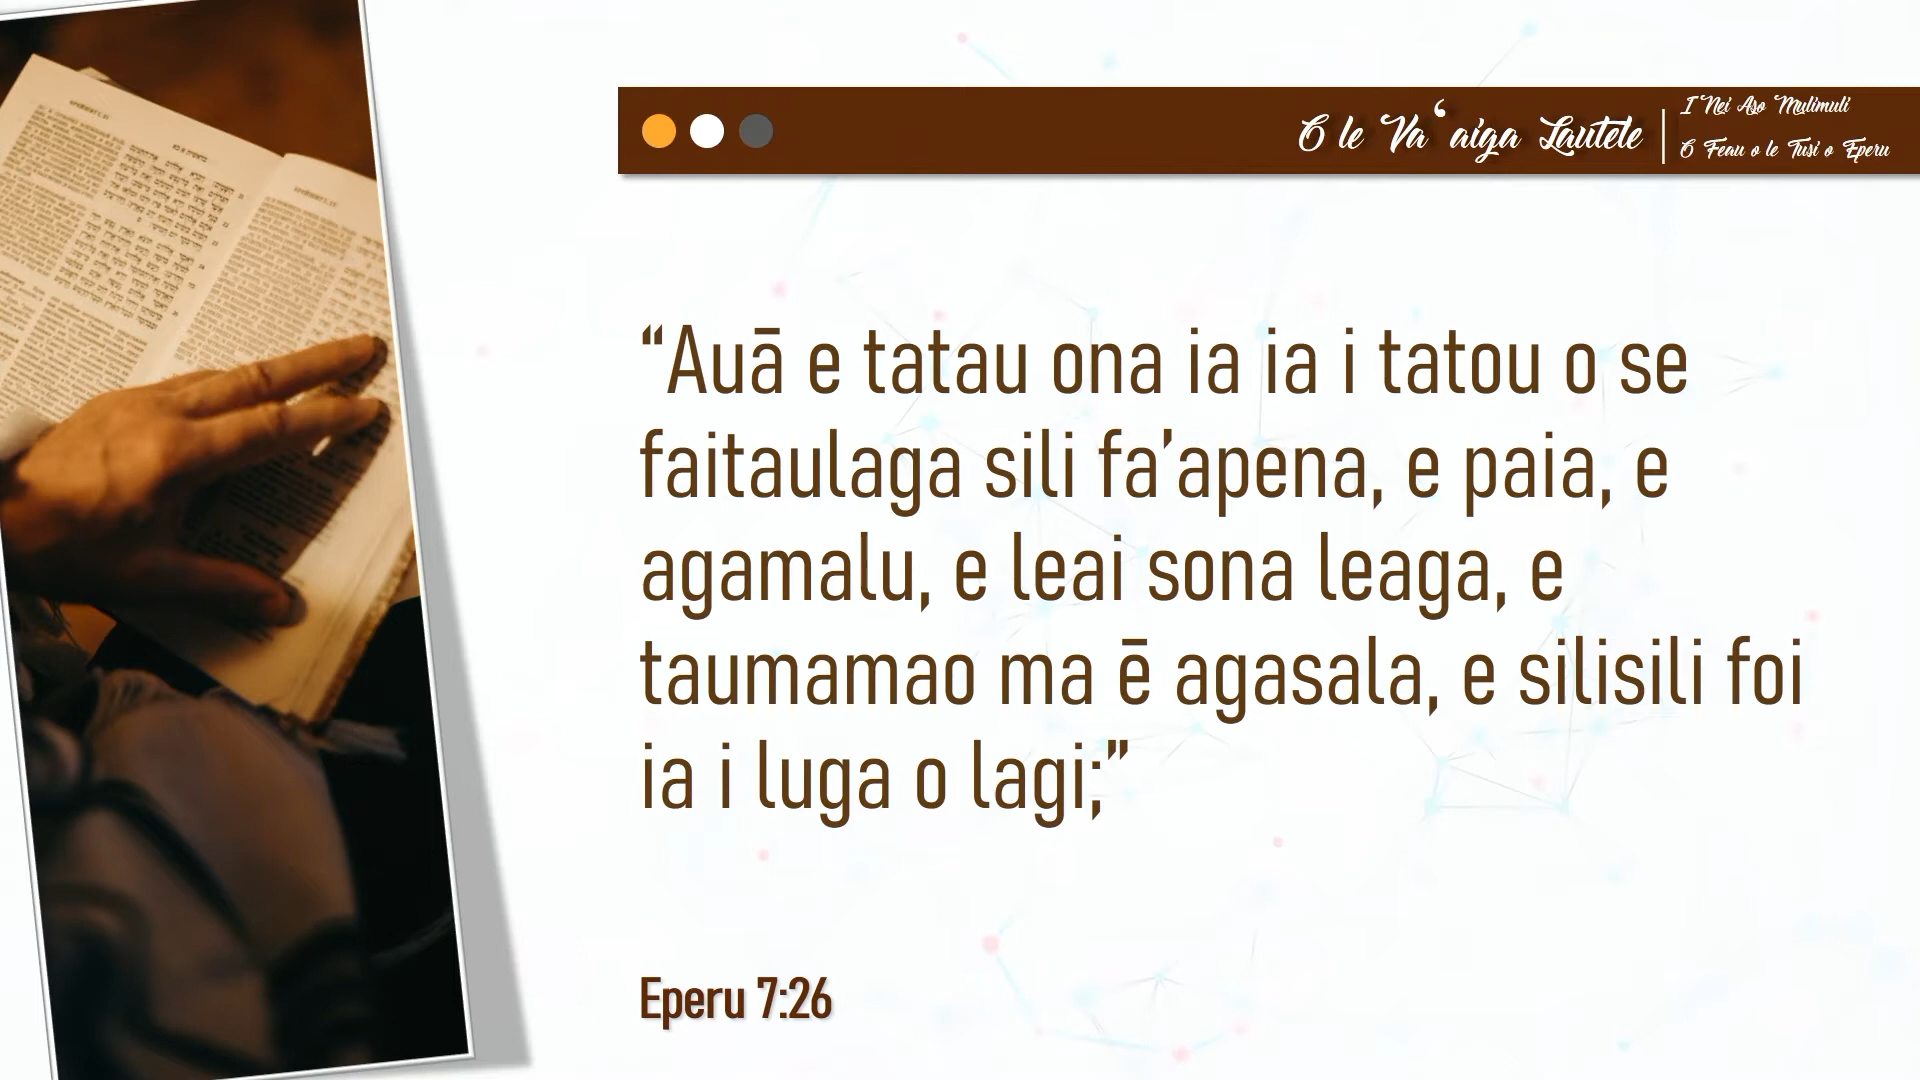 O le Va‘aiga Lautele
I Nei Aso Mulimuli
O Feau o le Tusi o Eperu
“Auā e tatau ona ia ia i tatou o se
faitaulaga sili fa’apena, e paia, e
agamalu, e leai sona leaga, e
taumamao ma ē agasala, e silisili foi
ia i luga o lagi;”
Eperu 7:26